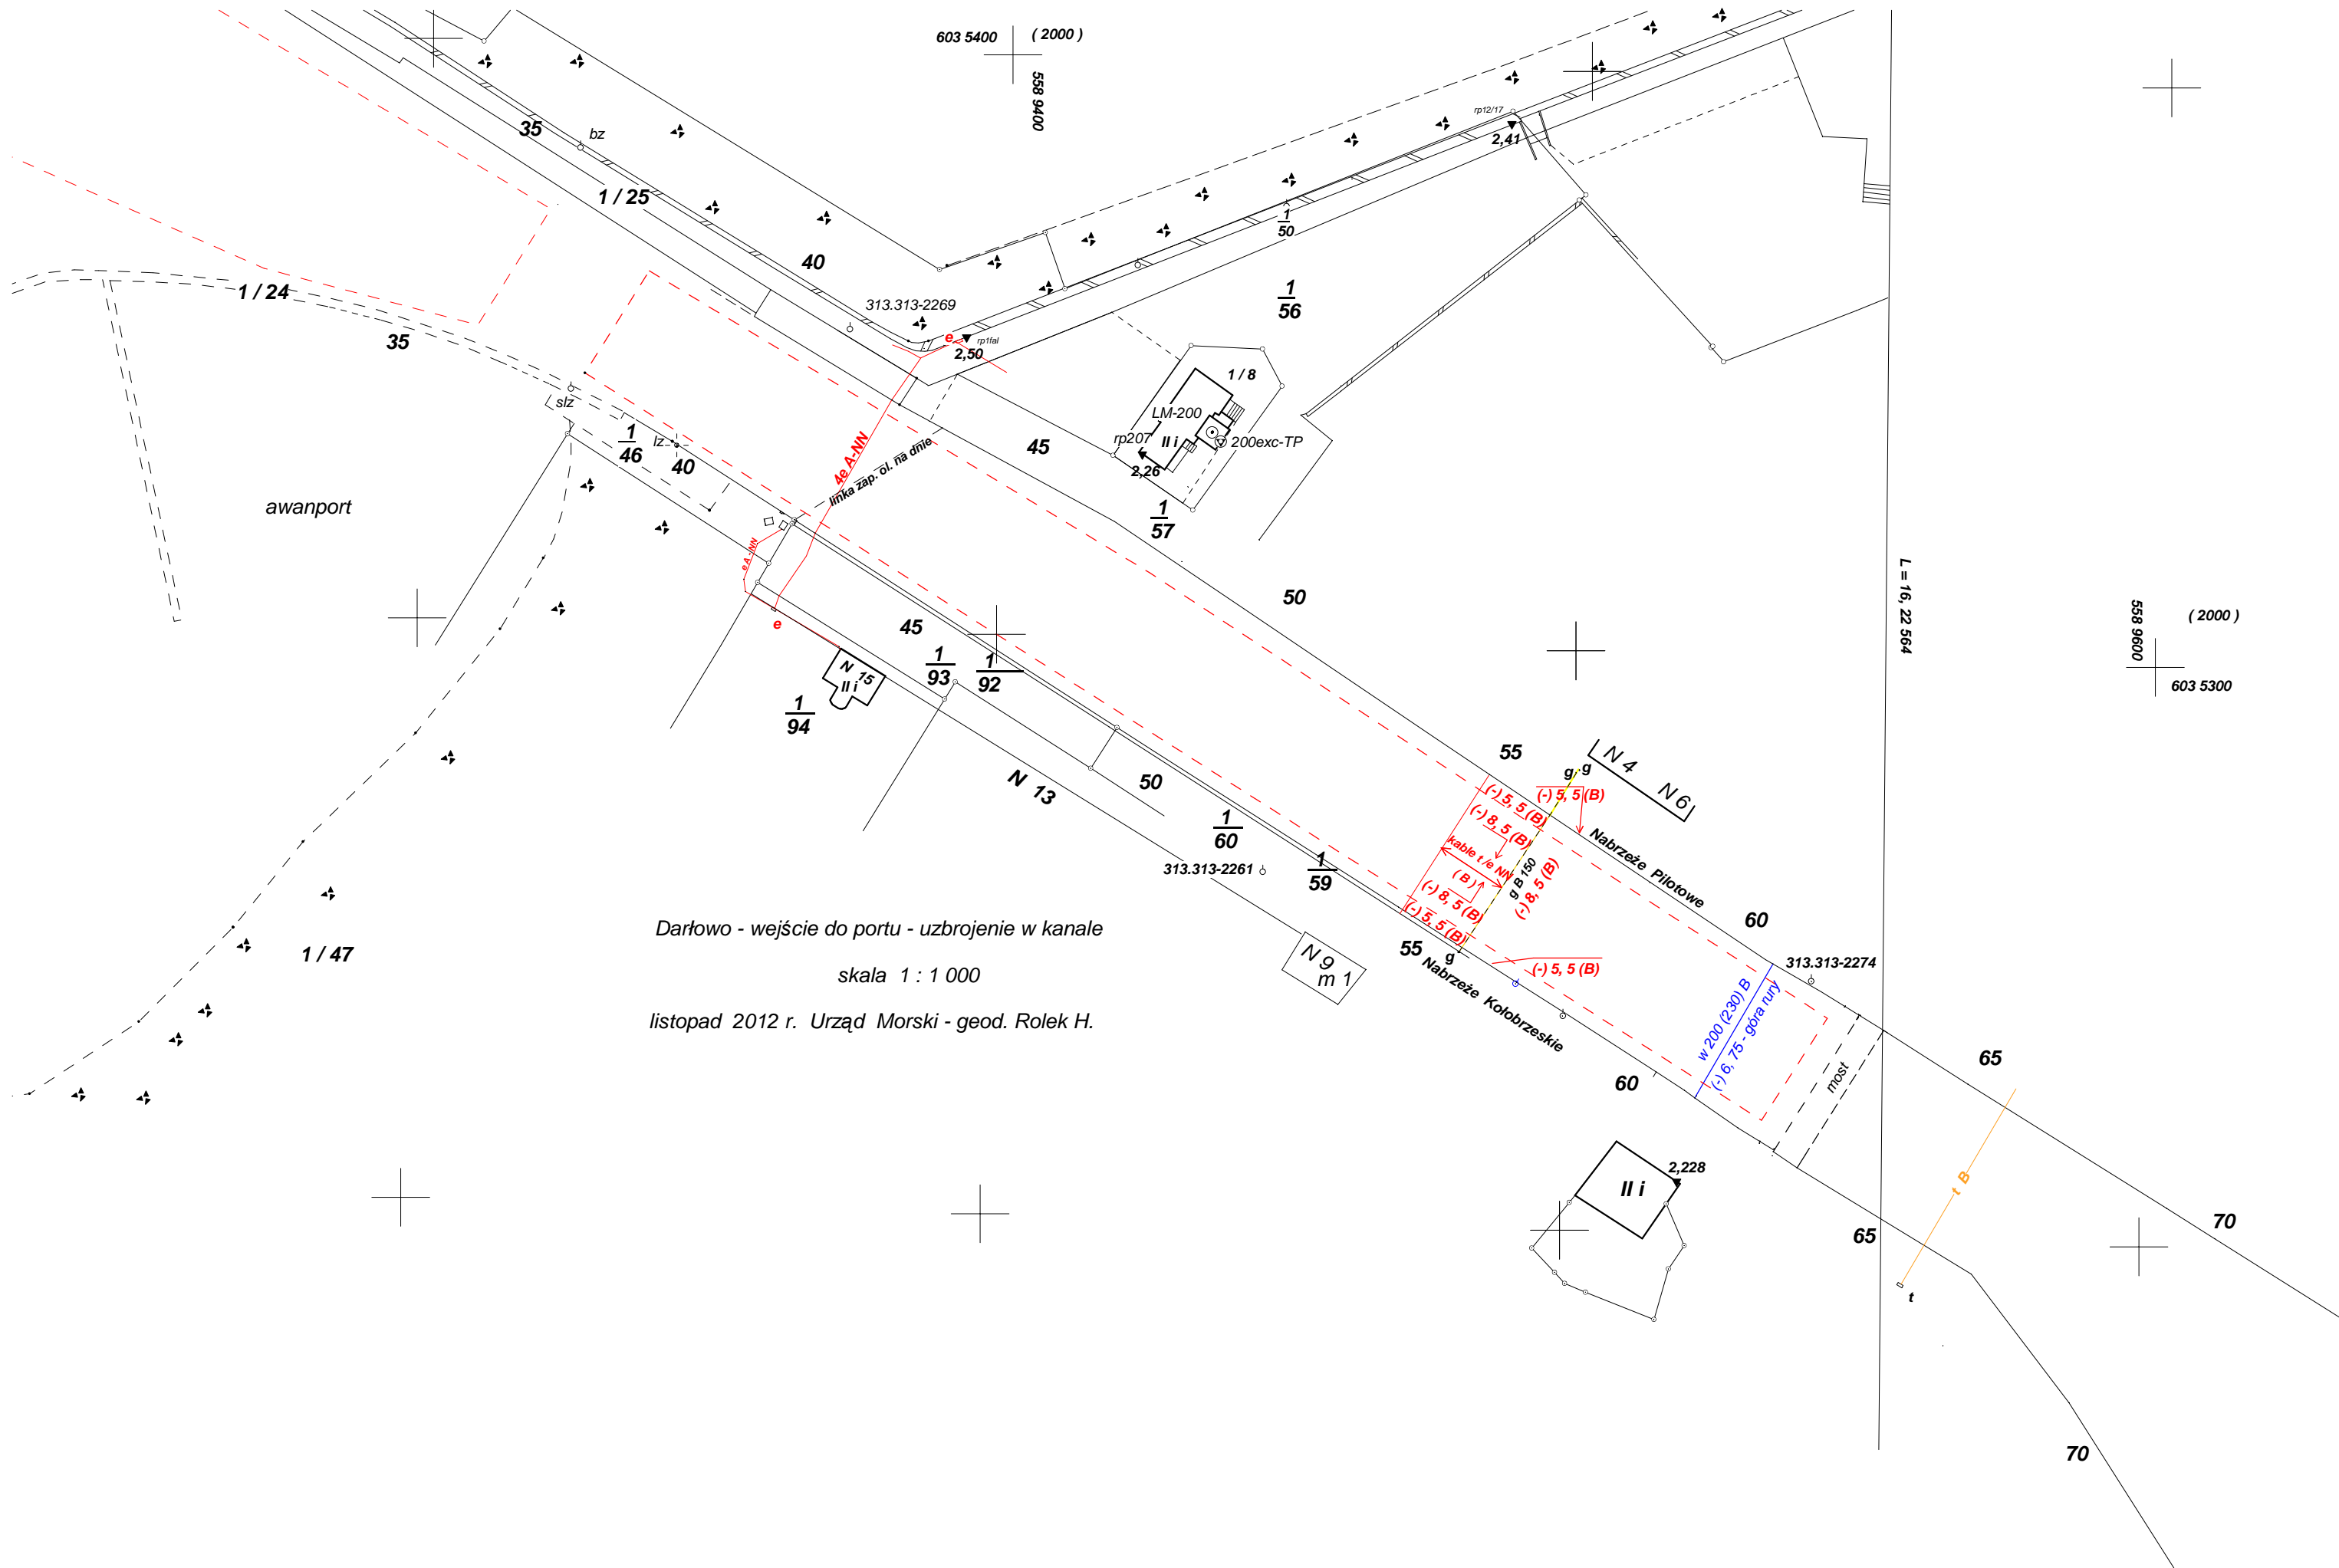 603 5400 ( 2000 )
558 9400
rp12/17
2,41
35
bz
1 / 25
1
50
40
1 / 24
313.313-2269
1
56
35
e
rp1fal
2,50
1 / 8
slz
LM-200
1
46
lz
40
45
rp207
II i
200exc-TP
2,26
4e A-NN
linka zap. ol. na dnie
awanport
1
57
e A - NN
50
L = 16, 22 564
558 9600
( 2000 )
603 5300
e
45
1
93
1
92
N 15
II i
1
94
N 13
50
55
g
g
N 4 N 6
(-) 5, 5 (B)
(-) 5, 5 (B)
(-) 8, 5 (B)
kable t /e NN
( B )
(-) 8, 5 (B)
(-) 5, 5 (B)
g B 150
(-) 8, 5 (B)
Nabrzeże Pilotowe
1
60
313.313-2261
1
59
60
55
g
(-) 5, 5 (B)
Nabrzeże Kołobrzeskie
N 9
m 1
313.313-2274
Darłowo - wejście do portu - uzbrojenie w kanale
skala 1 : 1 000
listopad 2012 r. Urząd Morski - geod. Rolek H.
1 / 47
w 200 (230) B
(-) 6, 75 - góra rury
most
65
60
2,228
II i
t B
65
70
t
70